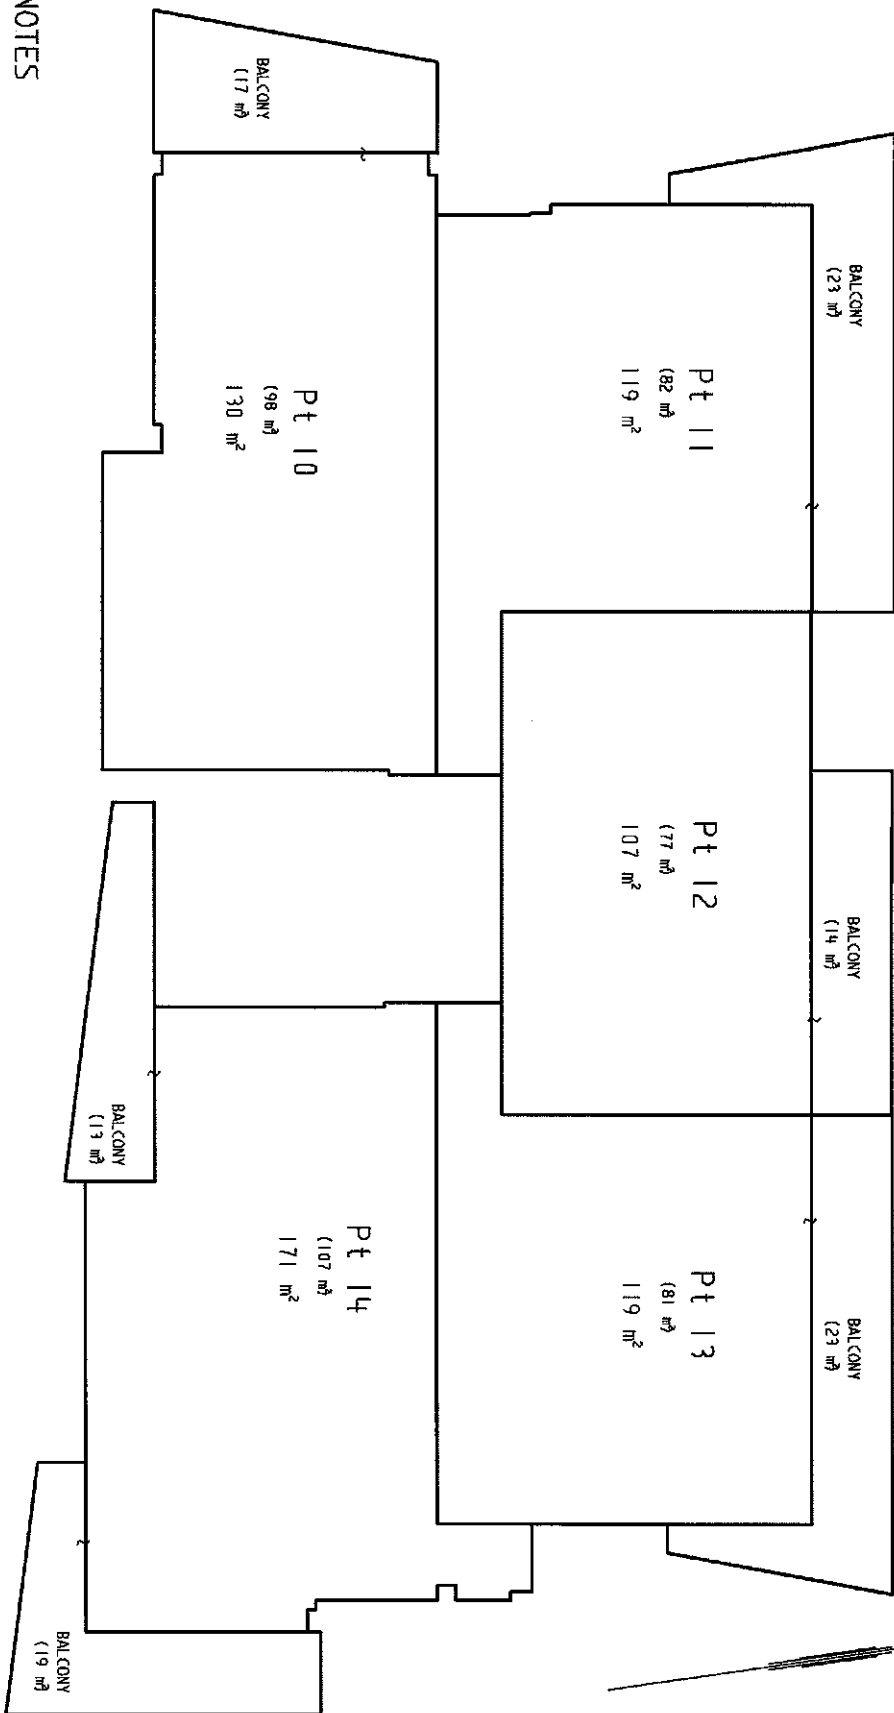 NOTES
BALCONY
(17 m²)
BALCONY
(23 m²)
Pt 11
(82 m²)
119 m²
Pt 10
(98 m²)
130 m²
Pt 12
(77 m²)
107 m²
BALCONY
(14 m²)
BALCONY
(13 m²)
Pt 14
(107 m²)
171 m²
Pt 13
(81 m²)
119 m²
BALCONY
(23 m²)
BALCONY
(19 m²)